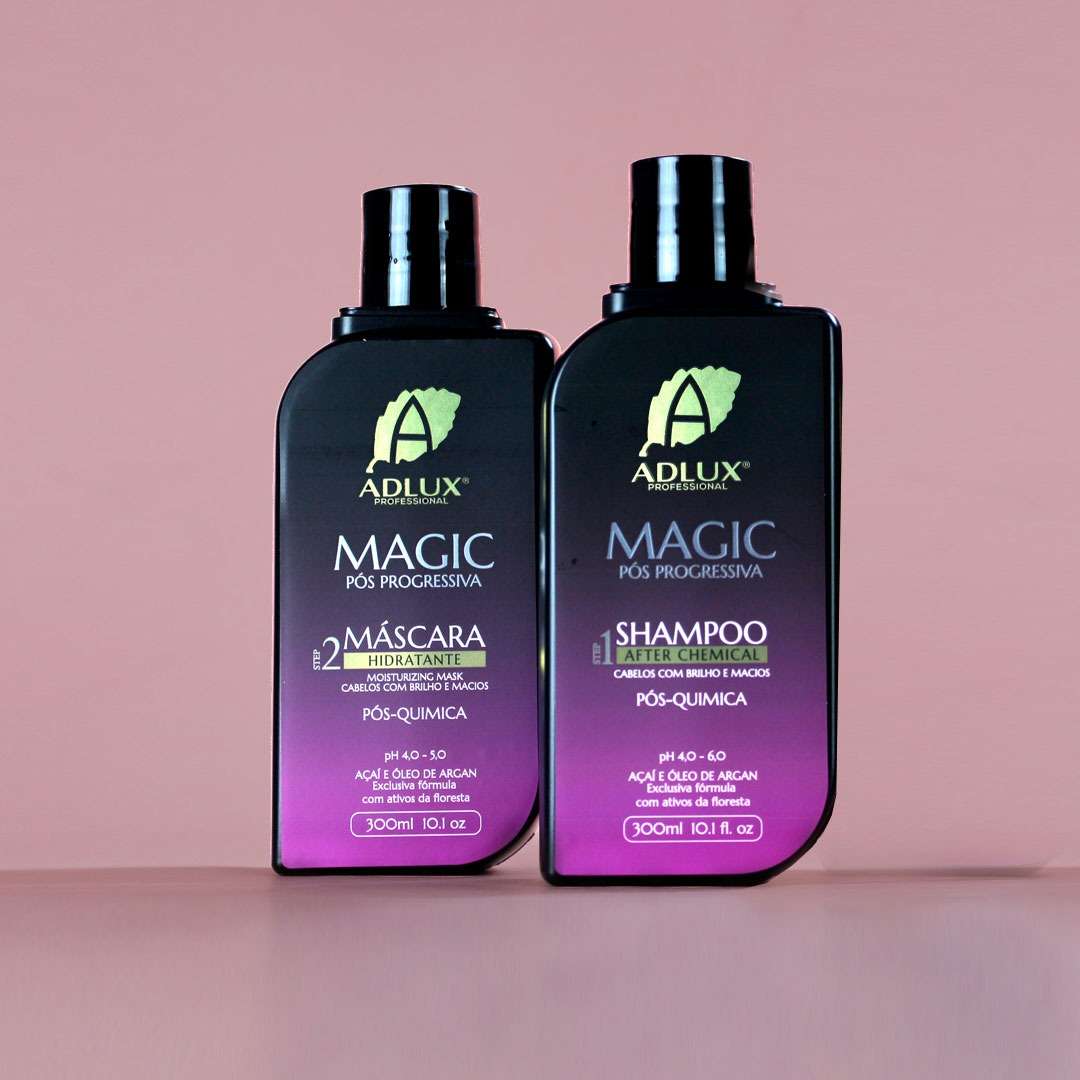 A
ADLUX®
PROFESSIONAL
MAGIC
PÓS PROGRESSIVA
STEP 2
MÁSCARA
HIDRATANTE
MOISTURIZING MASK
CABELOS COM BRILHO E MACIOS
PÓS-QUIMICA
pH 4,0 - 5,0
AÇAÍ E ÓLEO DE ARGAN
Exclusiva fórmula
com ativos da floresta
300ml 10.1 oz
A
ADLUX®
PROFESSIONAL
MAGIC
PÓS PROGRESSIVA
STEP 1
SHAMPOO
AFTER CHEMICAL
CABELOS COM BRILHO E MACIOS
PÓS-QUIMICA
pH 4,0 - 6,0
AÇAÍ E ÓLEO DE ARGAN
Exclusiva fórmula
com ativos da floresta
300ml 10.1 fl. oz